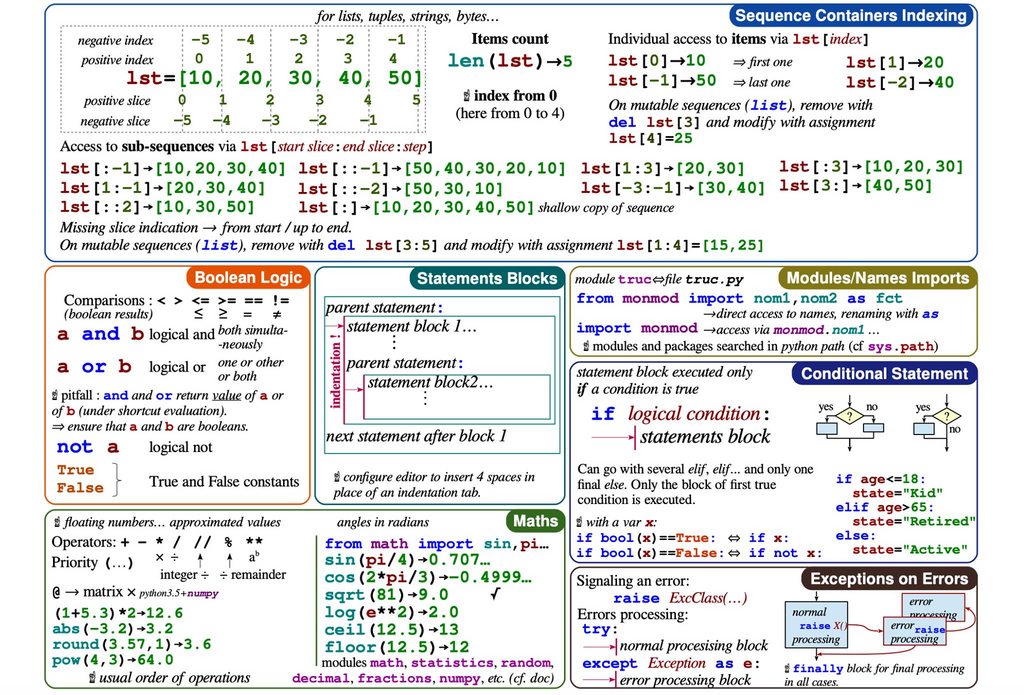 for lists, tuples, strings, bytes…
Sequence Containers Indexing
negative index -5 -4 -3 -2 -1
positive index 0 1 2 3 4
lst=[10, 20, 30, 40, 50]
positive slice 0 1 2 3 4 5
negative slice -5 -4 -3 -2 -1
Items count
len(lst)→5
☝ index from 0
(here from 0 to 4)
Individual access to items via lst[index]
lst[0]→10 ⇒ first one lst[1]→20
lst[-1]→50 ⇒ last one lst[-2]→40
On mutable sequences (list), remove with
del lst[3] and modify with assignment
lst[4]=25
Access to sub-sequences via lst[start slice:end slice:step]
lst[:-1]→[10,20,30,40] lst[::-1]→[50,40,30,20,10] lst[1:3]→[20,30] lst[:3]→[10,20,30]
lst[1:-1]→[20,30,40] lst[::-2]→[50,30,10] lst[-3:-1]→[30,40] lst[3:]→[40,50]
lst[::2]→[10,30,50] lst[:]→[10,20,30,40,50] shallow copy of sequence
Missing slice indication → from start / up to end.
On mutable sequences (list), remove with del lst[3:5] and modify with assignment lst[1:4]=[15,25]
Boolean Logic
Comparisons : < > <= >= == !=
(boolean results) ≤ ≥ = ≠
a and b logical and both simulta-
-neously
a or b logical or one or other
or both
☝ pitfall : and and or return value of a or
of b (under shortcut evaluation).
⇒ ensure that a and b are booleans.
not a logical not
True
False
True and False constants
Statements Blocks
parent statement:
statement block 1…
⋮
parent statement:
statement block2…
⋮
next statement after block 1
indentation !
☝ configure editor to insert 4 spaces in
place of an indentation tab.
module truc⇔file truc.py
Modules/Names Imports
from monmod import nom1,nom2 as fct
→direct access to names, renaming with as
import monmod →access via monmod.nom1 …
☝ modules and packages searched in python path (cf sys.path)
Conditional Statement
statement block executed only
if a condition is true
if logical condition:
statements block
yes ? no
yes ? no
Can go with several elif, elif... and only one
final else. Only the block of first true
condition is executed.
☝ with a var x:
if bool(x)==True: ⇔ if x:
if bool(x)==False: ⇔ if not x:
if age<=18:
state="Kid"
elif age>65:
state="Retired"
else:
state="Active"
Maths
☝ floating numbers… approximated values
angles in radians
Operators: + - * / // % **
Priority (…) × ÷ ↑ ↑ aᵇ
integer ÷ ÷ remainder
@ → matrix × python3.5+numpy
(1+5.3)*2→12.6
abs(-3.2)→3.2
round(3.57,1)→3.6
pow(4,3)→64.0
☝ usual order of operations
from math import sin,pi…
sin(pi/4)→0.707…
cos(2*pi/3)→-0.4999…
sqrt(81)→9.0 √
log(e**2)→2.0
ceil(12.5)→13
floor(12.5)→12
modules math, statistics, random,
decimal, fractions, numpy, etc. (cf. doc)
Exceptions on Errors
Signaling an error:
raise ExcClass(…)
Errors processing:
try:
normal procesising block
except Exception as e:
error processing block
normal
raise X()
processing
error
processing
error raise
processing
☝ finally block for final processing
in all cases.